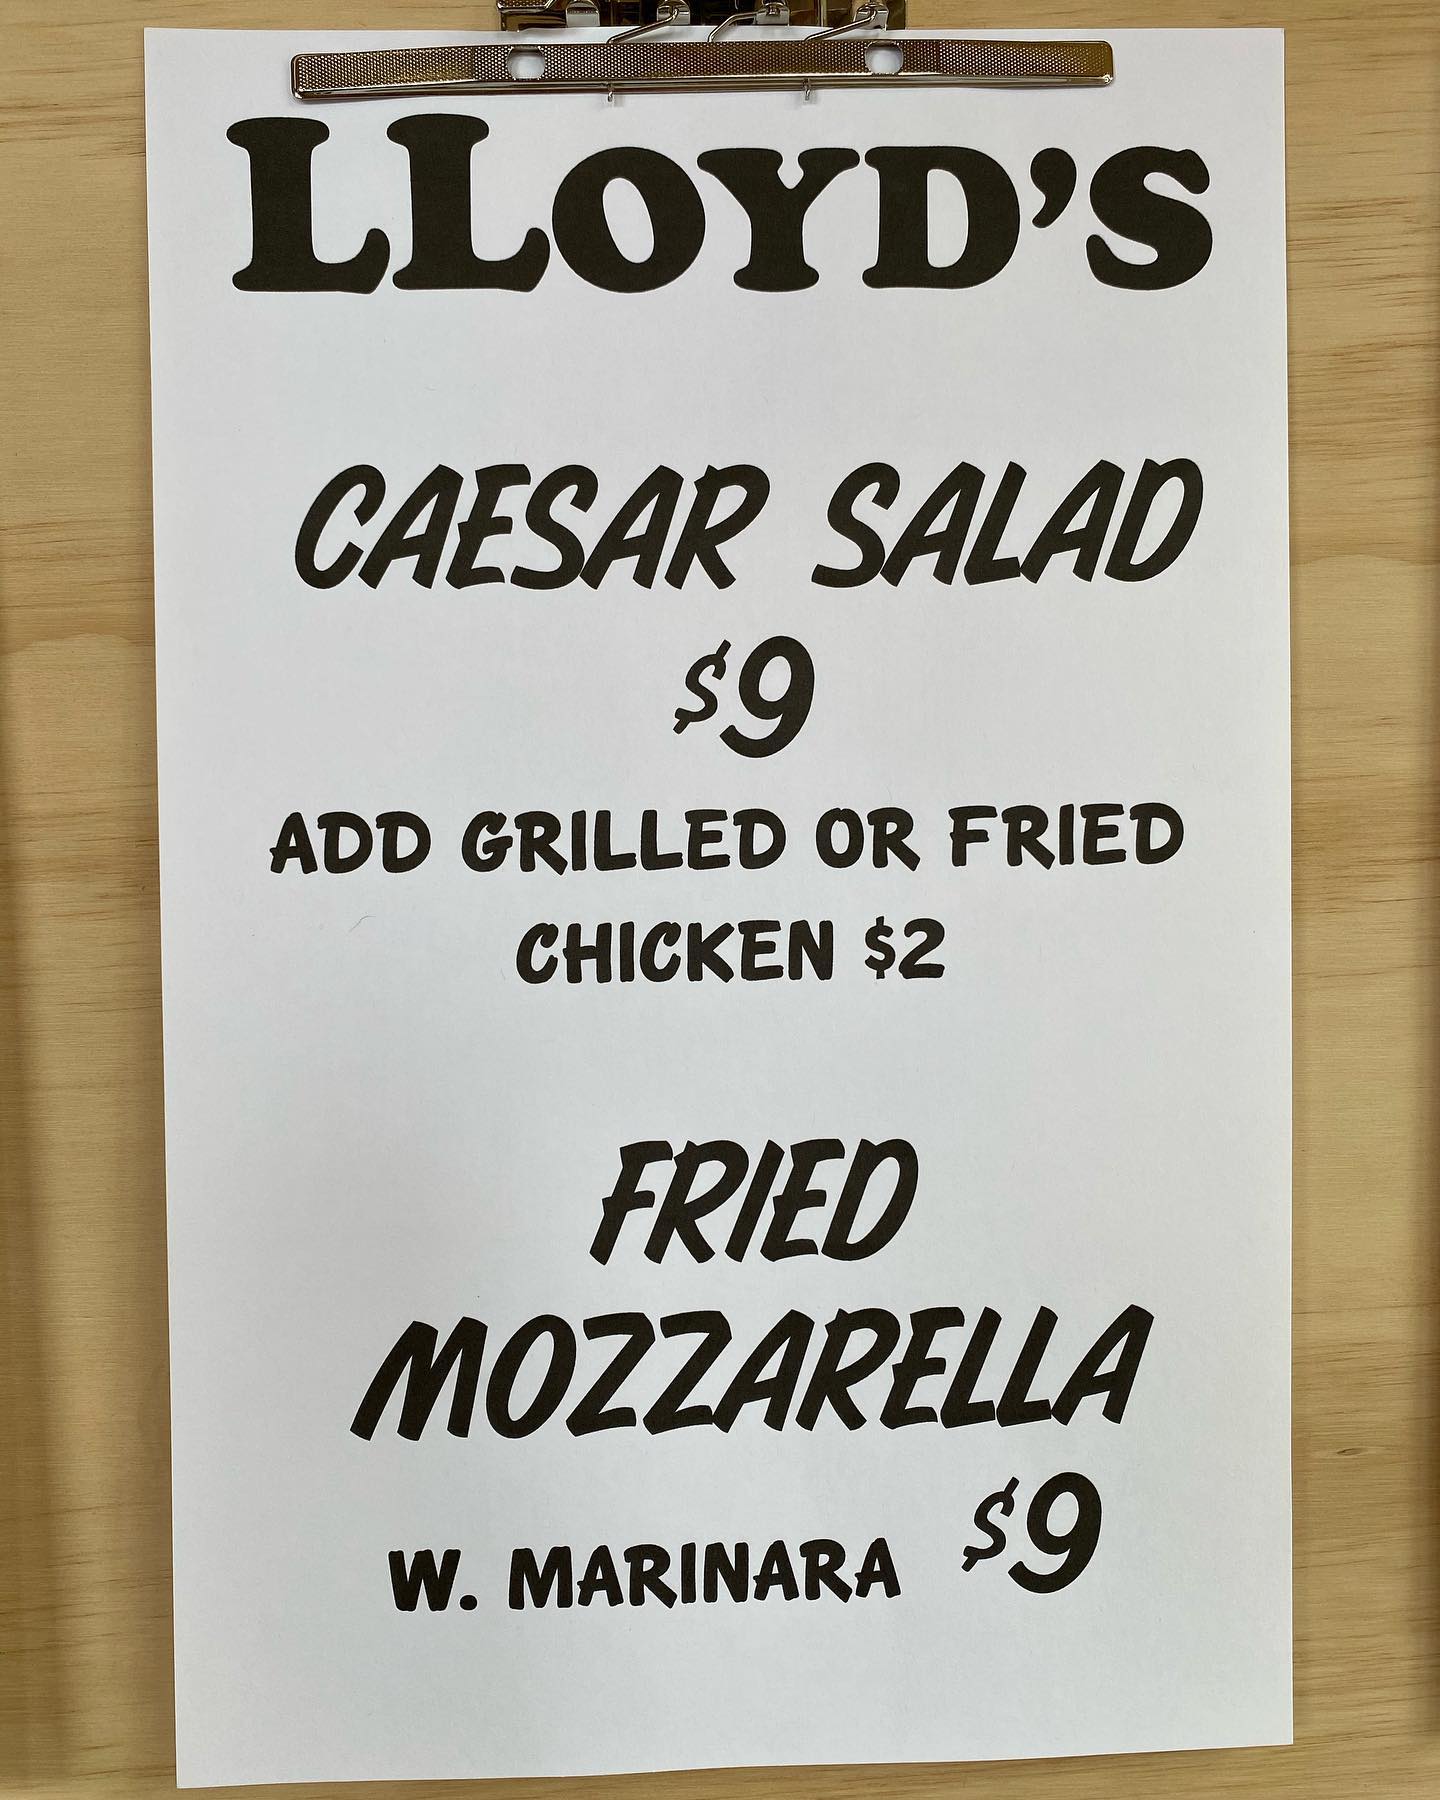 LLOYD'S
CAESAR SALAD
$9
ADD GRILLED OR FRIED
CHICKEN $2
FRIED
MOZZARELLA
W. MARINARA $9